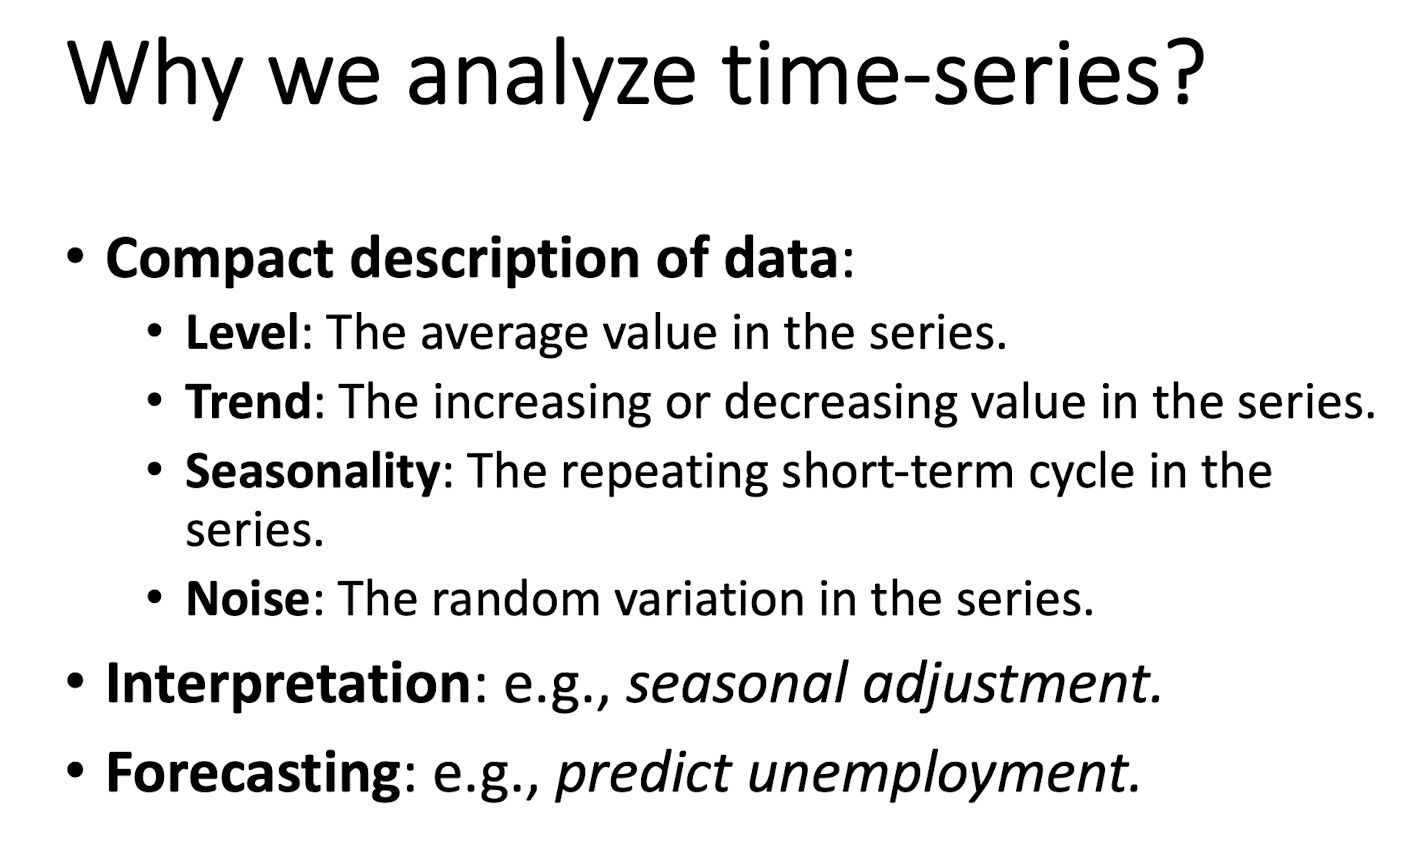 Why we analyze time-series?
• Compact description of data:
• Level: The average value in the series.
• Trend: The increasing or decreasing value in the series.
• Seasonality: The repeating short-term cycle in the
series.
• Noise: The random variation in the series.
• Interpretation: e.g., seasonal adjustment.
• Forecasting: e.g., predict unemployment.